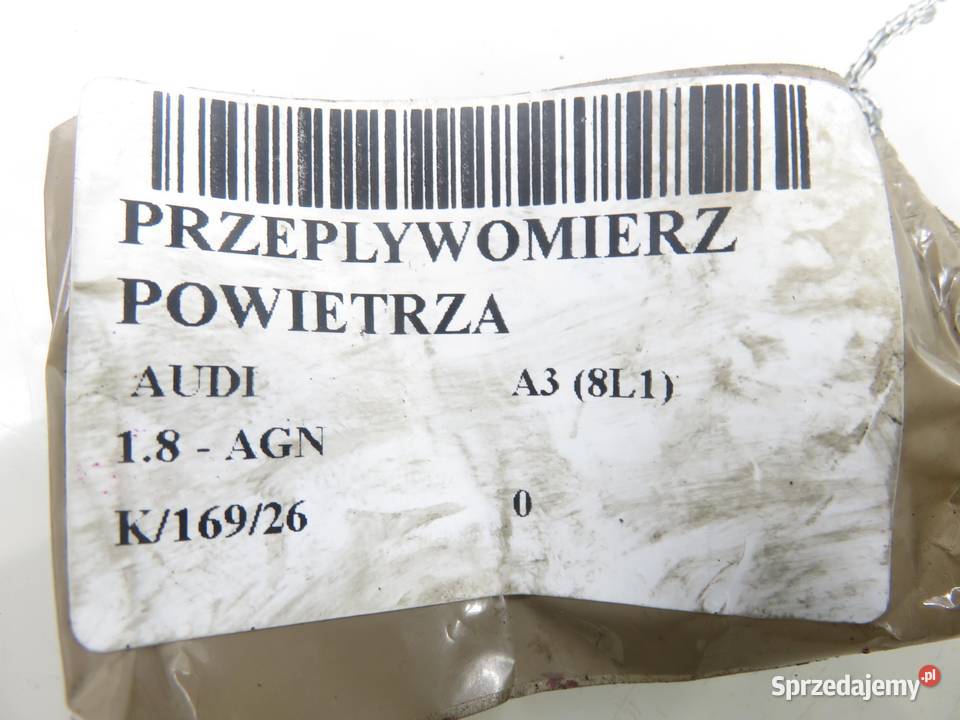 PRZEPLYWOMIERZ
POWIETRZA
AUDI A3 (8L1)
1.8 - AGN
K/169/26 0
Sprzedajemy.pl